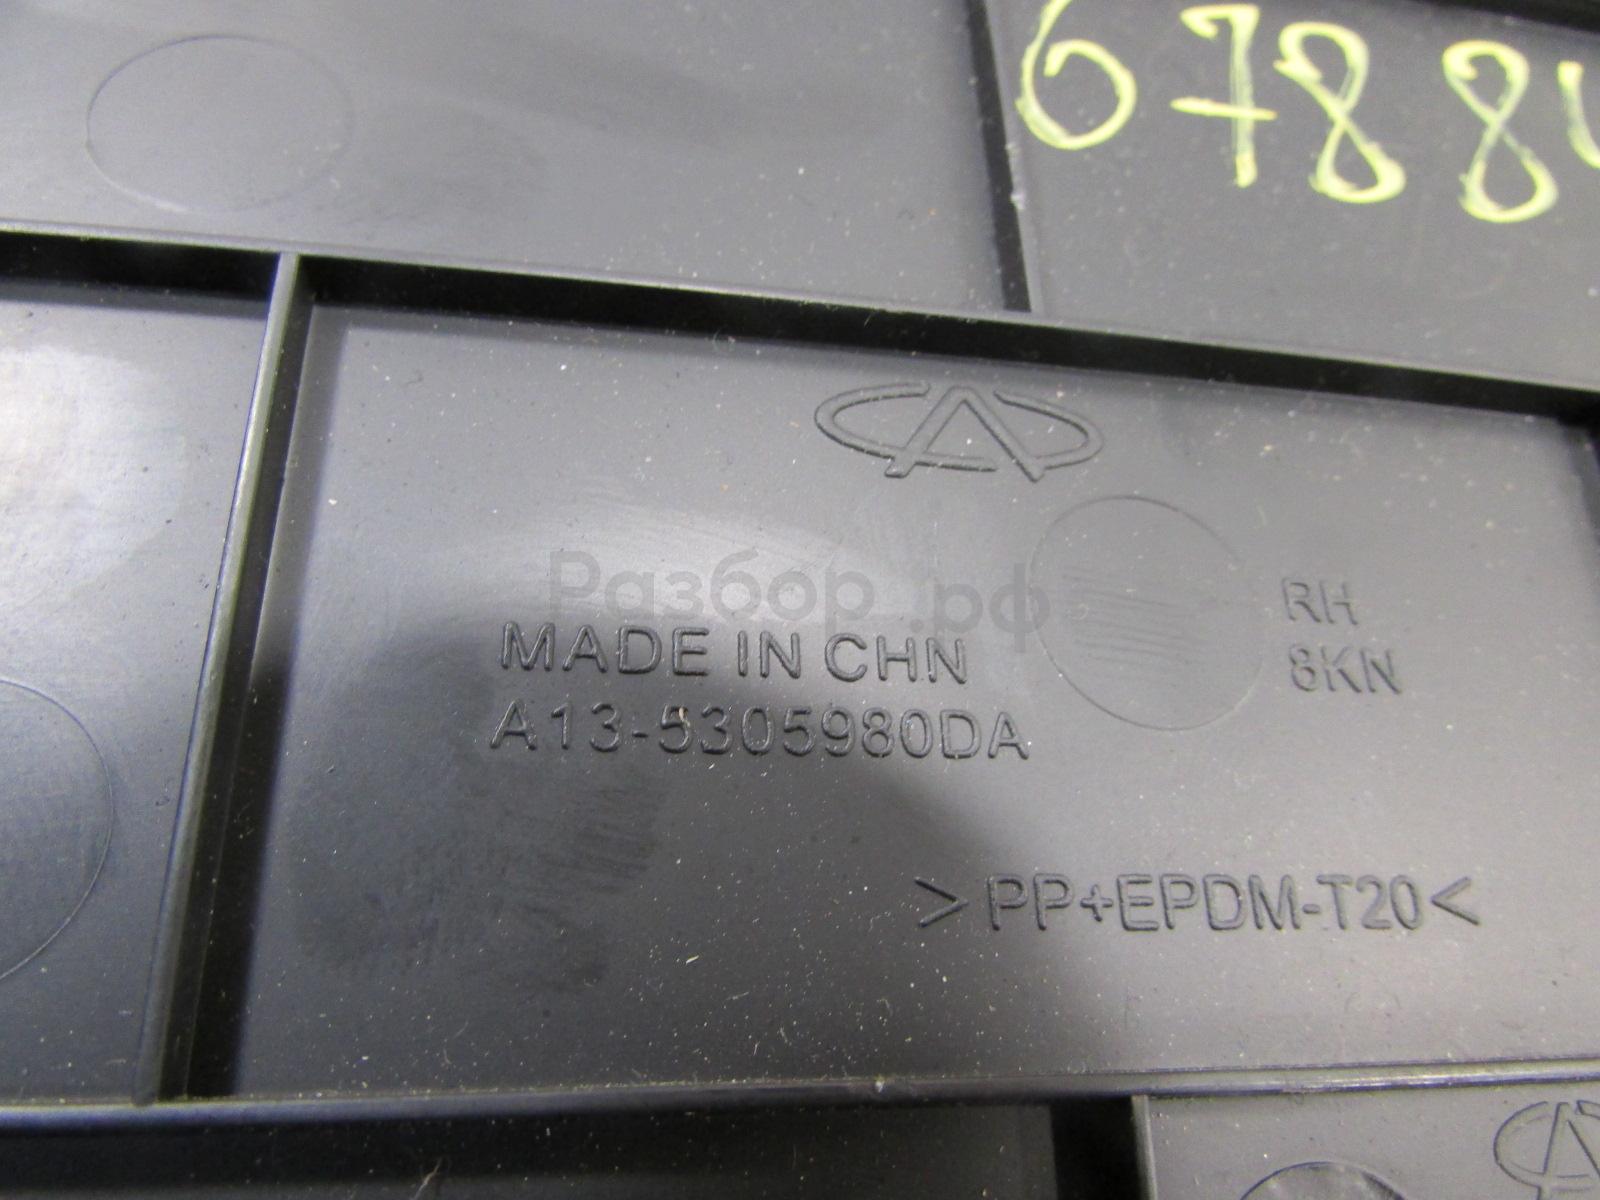 6788
Разбор.рф
MADE IN CHN
A13-5305980DA
RH
8KN
>PP+EPDM-T20<